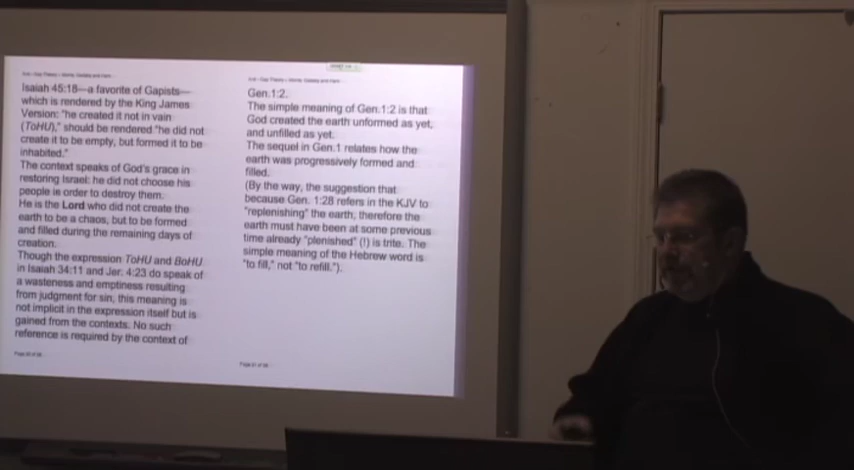 Isaiah 45:18—a favorite of Gapists—
which is rendered by the King James
Version: "he created it not in vain
(ToHU)," should be rendered "he did not
create it to be empty, but formed it to be
inhabited."
The context speaks of God's grace in
restoring Israel: he did not choose his
people in order to destroy them.
He is the Lord who did not create the
earth to be a chaos, but to be formed
and filled during the remaining days of
creation.
Though the expression ToHU and BoHU
in Isaiah 34:11 and Jer. 4:23 do speak of
a wasteness and emptiness resulting
from judgment for sin, this meaning is
not implicit in the expression itself but is
gained from the contexts. No such
reference is required by the context of
Gen.1:2.
The simple meaning of Gen.1:2 is that
God created the earth unformed as yet,
and unfilled as yet.
The sequel in Gen.1 relates how the
earth was progressively formed and
filled.
(By the way, the suggestion that
because Gen. 1:28 refers in the KJV to
"replenishing" the earth, therefore the
earth must have been at some previous
time already "plenished" (!) is trite. The
simple meaning of the Hebrew word is
"to fill," not "to refill.").